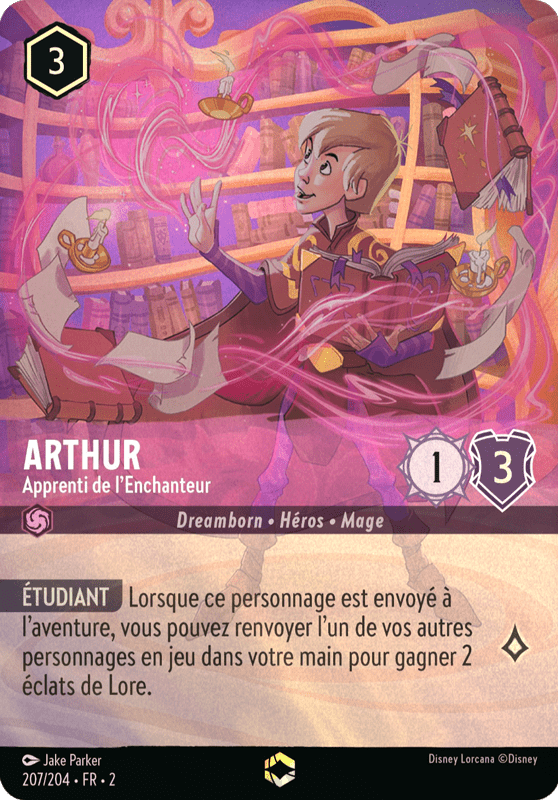 3
ARTHUR
Apprenti de l'Enchanteur
1
3
Dreamborn • Héros • Mage
ÉTUDIANT Lorsque ce personnage est envoyé à
l'aventure, vous pouvez renvoyer l'un de vos autres
personnages en jeu dans votre main pour gagner 2
éclats de Lore.
Jake Parker
Disney Lorcana ©Disney
207/204 • FR • 2